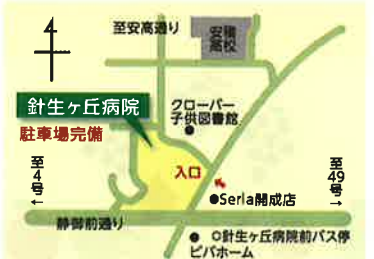 至安高通り
安積
高校
針生ヶ丘病院
駐車場完備
クローバー
子供図書館
入口
至
4
号
↓
至
49
号
→
●Seria開成店
静御前通り
● ○針生ヶ丘病院前バス停
ビバホーム